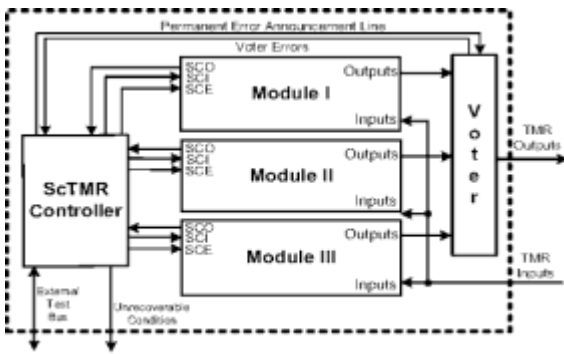 Permanent Error Announcement Line
Voter Errors
SCO
SCI
SCE
Module I
Outputs
Inputs
SCO
SCI
SCE
Module II
Outputs
Inputs
SCO
SCI
SCE
Module III
Outputs
Inputs
ScTMR
Controller
Voter
TMR
Outputs
TMR
Inputs
External
Test
Bus
Unrecoverable
Condition